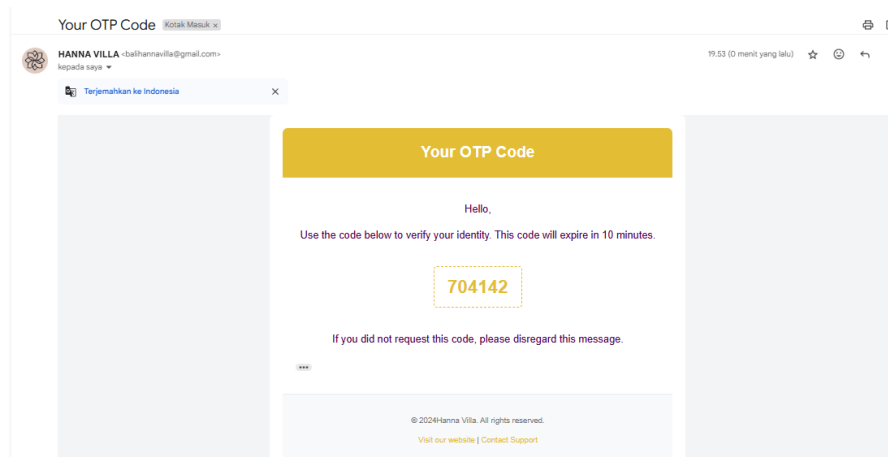 Your OTP Code Kotak Masuk ×
HANNA VILLA <balihannavilla@gmail.com>
19.53 (0 menit yang lalu)
kepada saya
Terjemahkan ke Indonesia ×
Your OTP Code
Hello,
Use the code below to verify your identity. This code will expire in 10 minutes.
704142
If you did not request this code, please disregard this message.
© 2024Hanna Villa. All rights reserved.
Visit our website | Contact Support